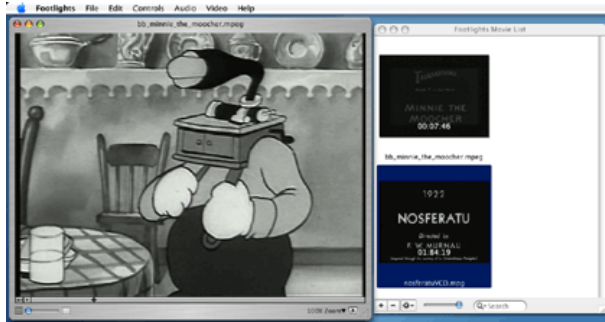 Footlights File Edit Controls Audio Video Help
bb_minnie_the_moocher.mpeg
Footlights Movie List
MINNIE THE
MOOCHER
00:07:46
bb_minnie_the_moocher.mpeg
1922
NOSFERATU
Directed by
F. W. MURNAU
01:84:19
nosferatuVCD.mpg
100% Zoom
Search